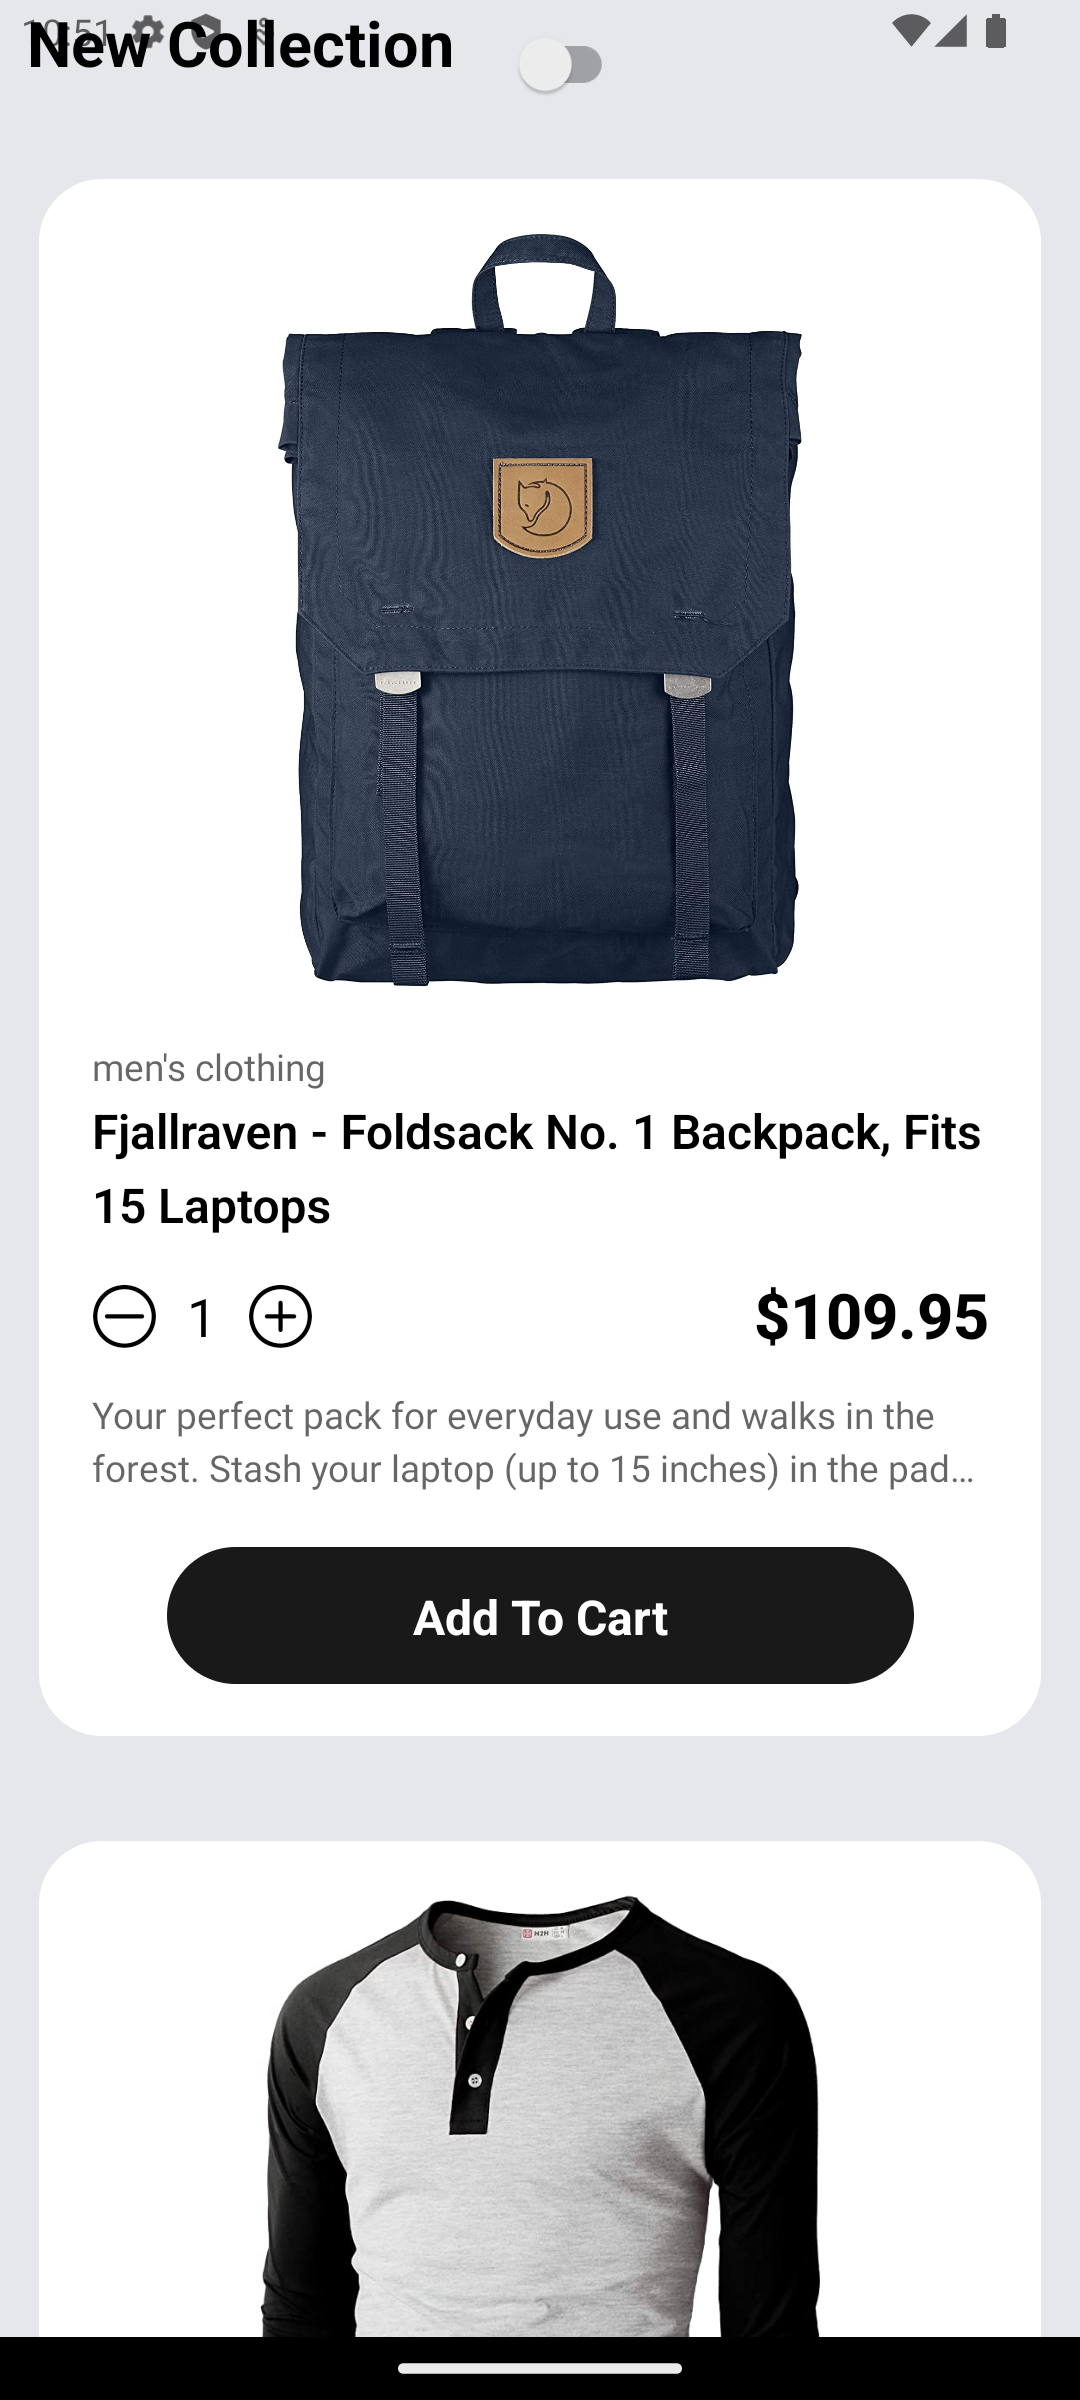 10:51
New Collection
men's clothing
Fjallraven - Foldsack No. 1 Backpack, Fits
15 Laptops
1
$109.95
Your perfect pack for everyday use and walks in the
forest. Stash your laptop (up to 15 inches) in the pad…
Add To Cart
H2H